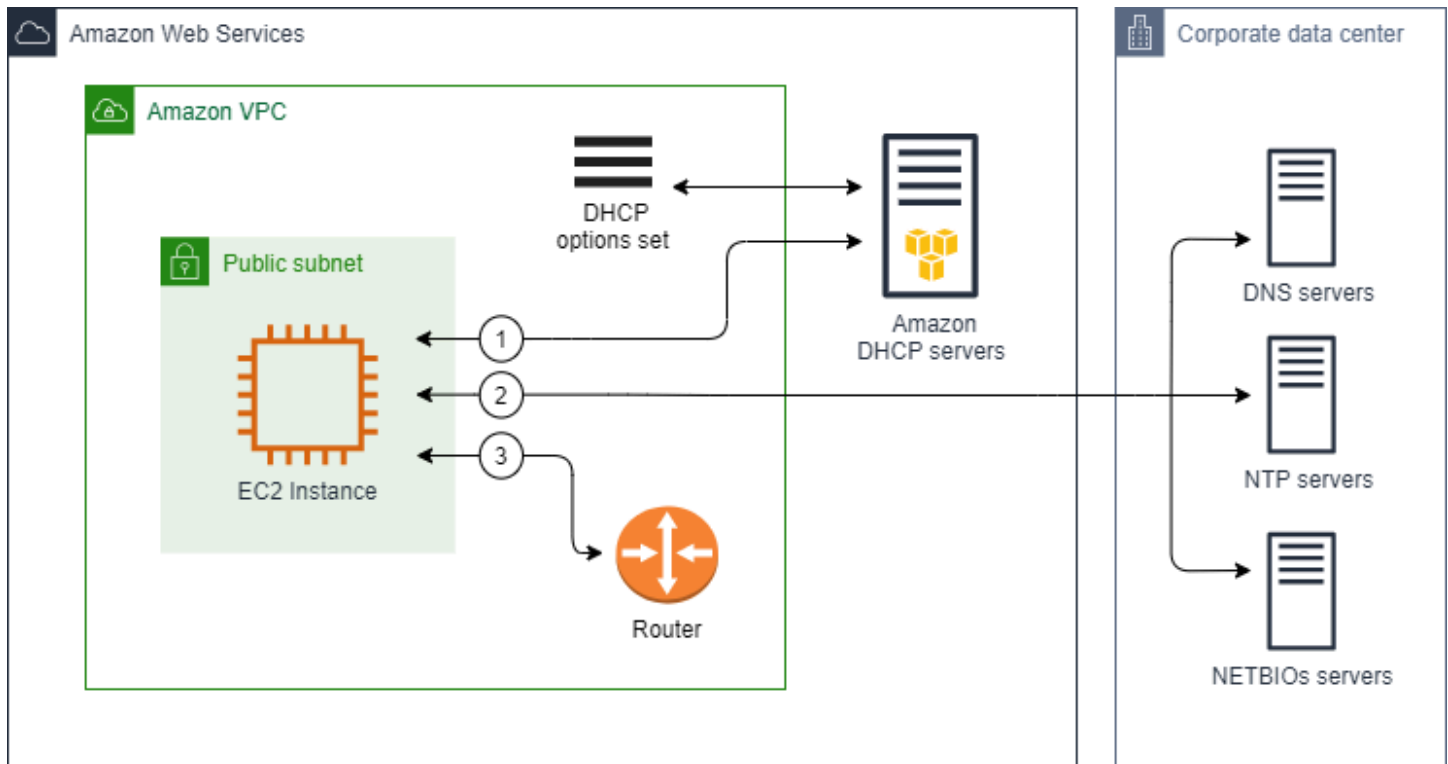 Amazon Web Services
Corporate data center
Amazon VPC
DHCP
options set
Public subnet
1
2
3
EC2 Instance
Router
Amazon
DHCP servers
DNS servers
NTP servers
NETBIOs servers